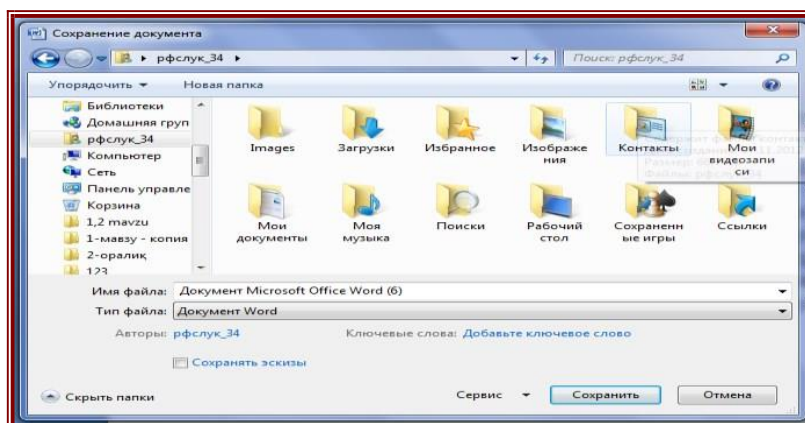 Сохранение документа
рфслук_34
Поиск: рфслук_34
Упорядочить
Новая папка
Библиотеки
Домашняя груп
рфслук_34
Компьютер
Сеть
Панель управле
Корзина
1,2 mavzu
1-мавзу - копия
2-оралиқ
123
Images
Загрузки
Избранное
Изображе
ния
Контакты
Мои
видеозапи
си
Мои
документы
Моя
музыка
Поиски
Рабочий
стол
Сохраненн
ые игры
Ссылки
Имя файла: Документ Microsoft Office Word (6)
Тип файла: Документ Word
Авторы: рфслук_34
Ключевые слова: Добавьте ключевое слово
Сохранять эскизы
Скрыть папки
Сервис
Сохранить
Отмена